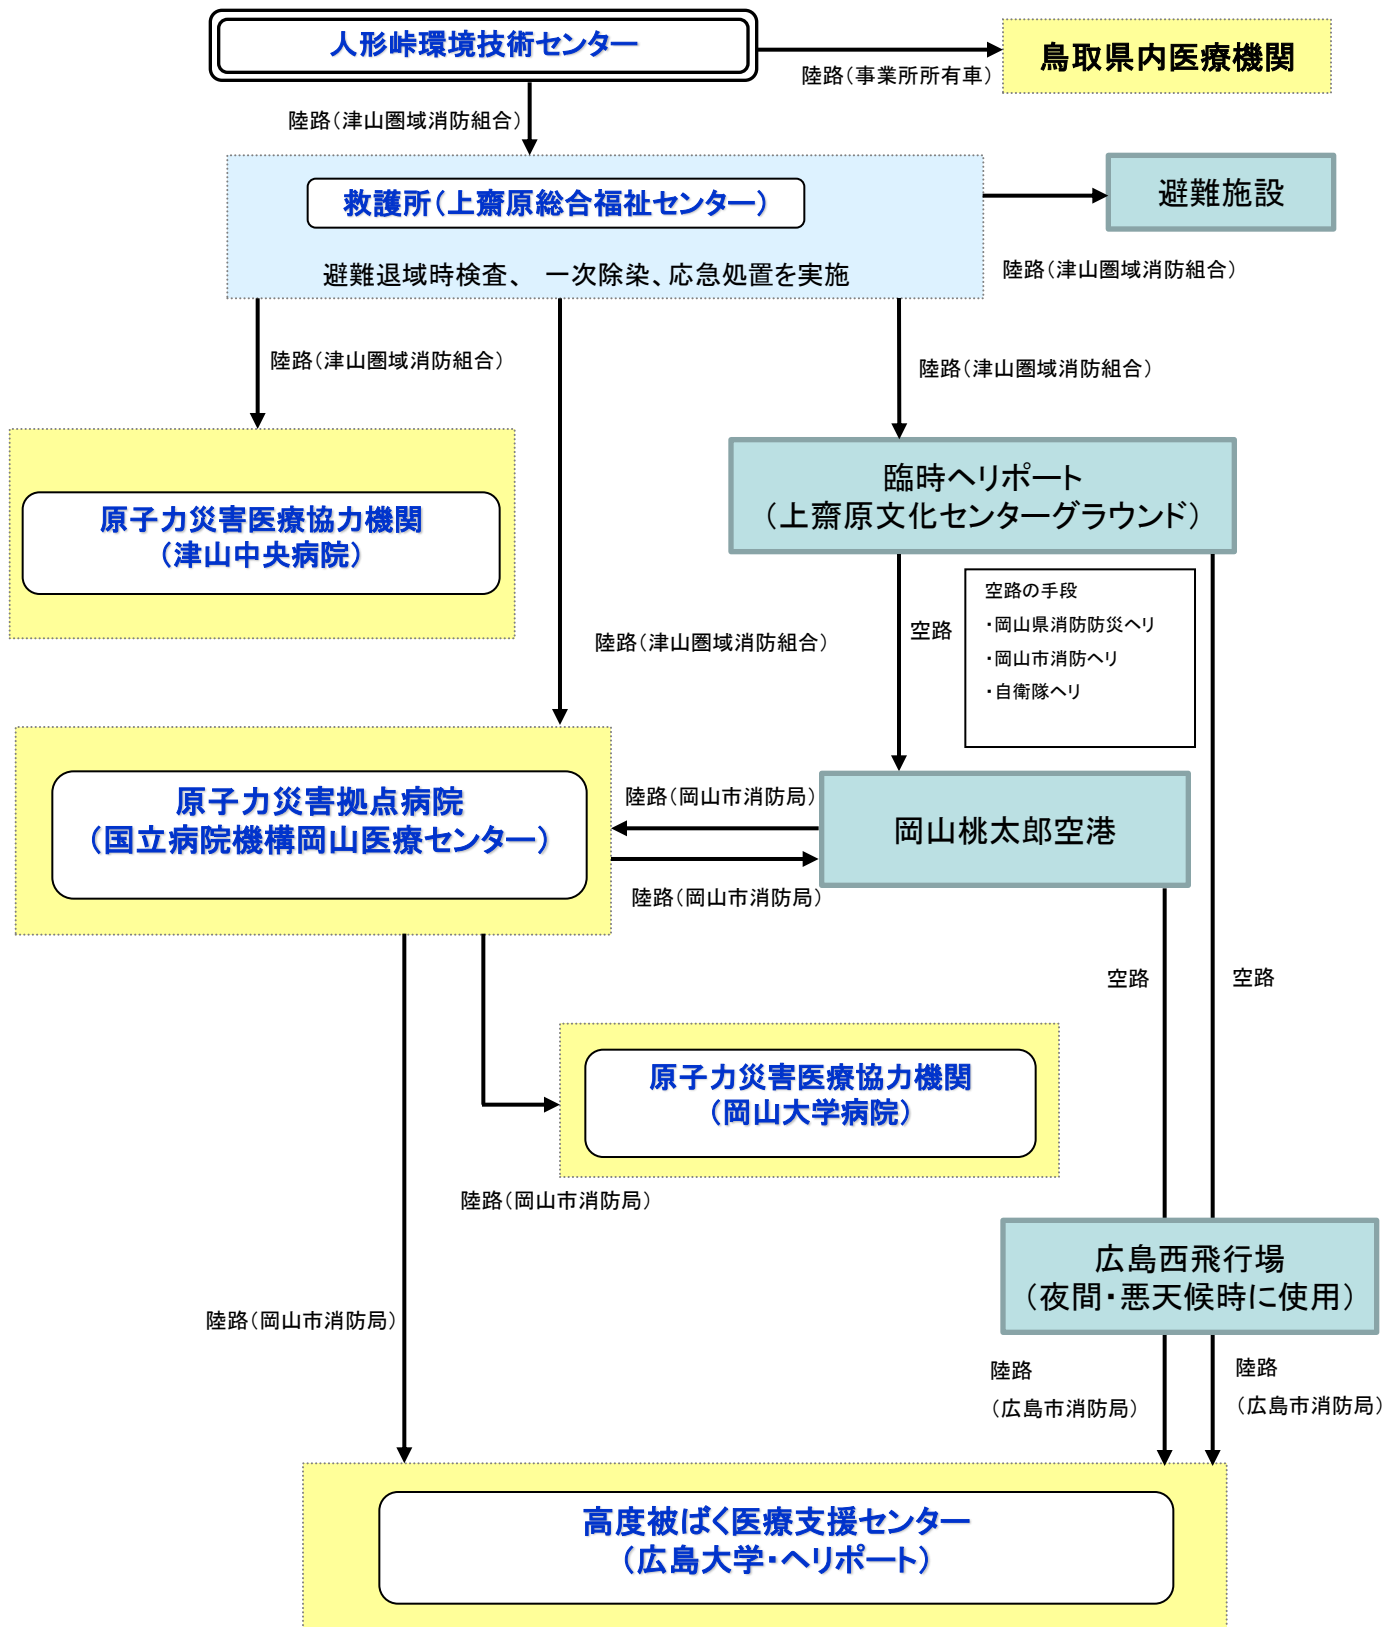 人形峠環境技術センター
鳥取県内医療機関
陸路(事業所所有車)
陸路(津山圏域消防組合)
救護所(上齋原総合福祉センター)
避難施設
避難退域時検査、 一次除染、応急処置を実施
陸路(津山圏域消防組合)
陸路(津山圏域消防組合)
陸路(津山圏域消防組合)
臨時ヘリポート
(上齋原文化センターグラウンド)
原子力災害医療協力機関
(津山中央病院)
空路の手段
・岡山県消防防災ヘリ
・岡山市消防ヘリ
・自衛隊ヘリ
空路
陸路(津山圏域消防組合)
原子力災害拠点病院
(国立病院機構岡山医療センター)
陸路(岡山市消防局)
岡山桃太郎空港
陸路(岡山市消防局)
空路
空路
原子力災害医療協力機関
(岡山大学病院)
陸路(岡山市消防局)
広島西飛行場
(夜間・悪天候時に使用)
陸路(岡山市消防局)
陸路
(広島市消防局)
陸路
(広島市消防局)
高度被ばく医療支援センター
(広島大学・ヘリポート)